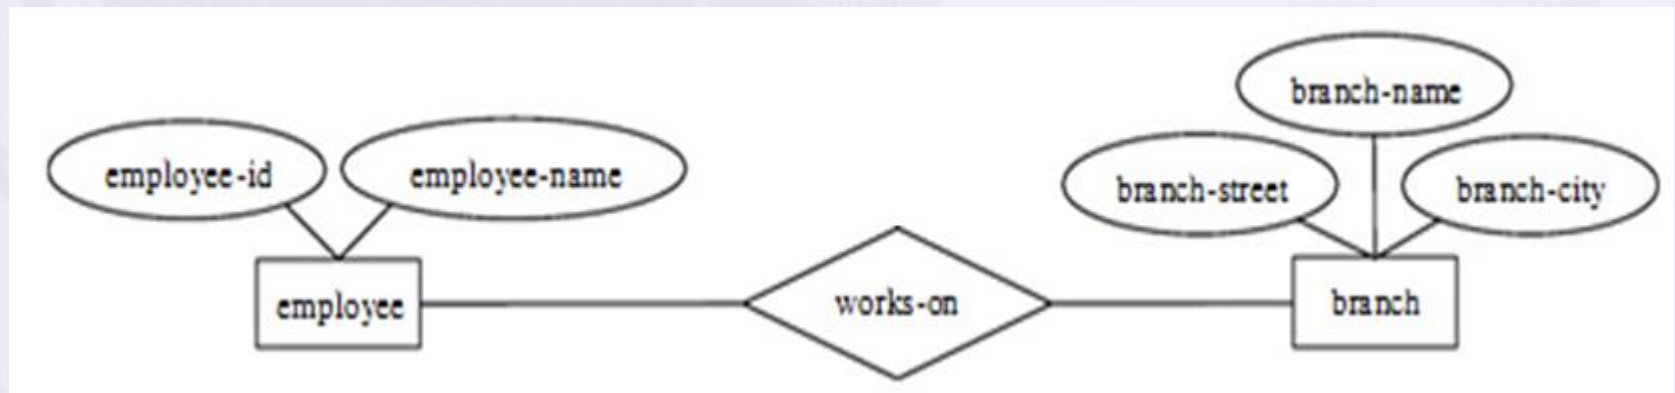 branch-name
employee-id
employee-name
branch-street
branch-city
employee
works-on
branch